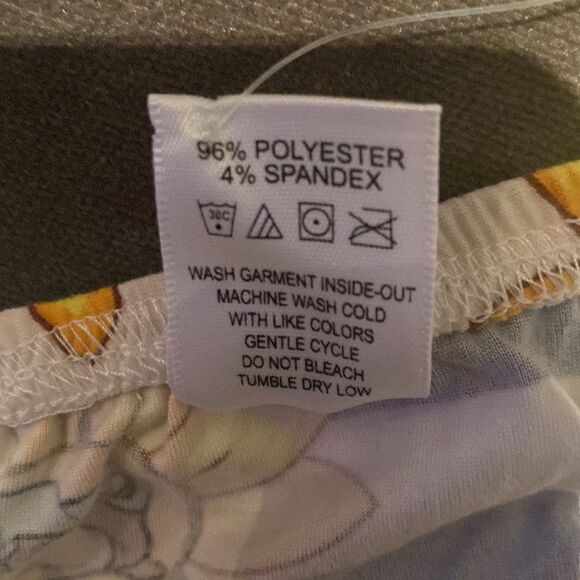 96% POLYESTER
4% SPANDEX
30C
WASH GARMENT INSIDE-OUT
MACHINE WASH COLD
WITH LIKE COLORS
GENTLE CYCLE
DO NOT BLEACH
TUMBLE DRY LOW